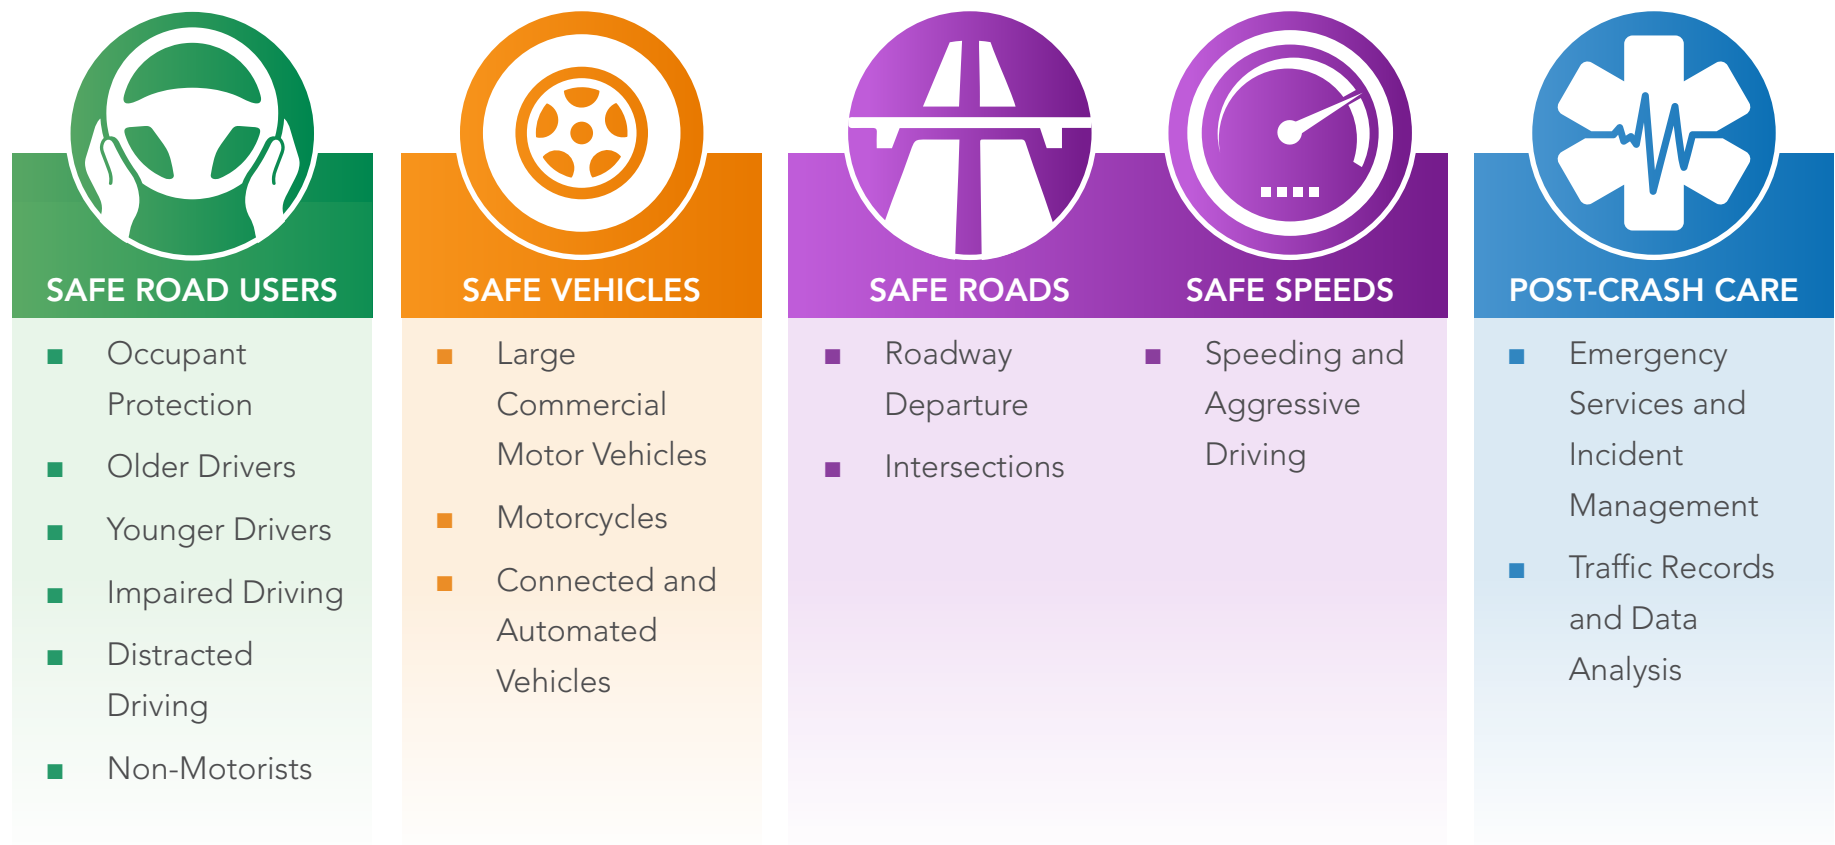 SAFE ROAD USERS
Occupant
Protection
Older Drivers
Younger Drivers
Impaired Driving
Distracted
Driving
Non-Motorists
SAFE VEHICLES
Large
Commercial
Motor Vehicles
Motorcycles
Connected and
Automated
Vehicles
SAFE ROADS
Roadway
Departure
Intersections
SAFE SPEEDS
Speeding and
Aggressive
Driving
POST-CRASH CARE
Emergency
Services and
Incident
Management
Traffic Records
and Data
Analysis